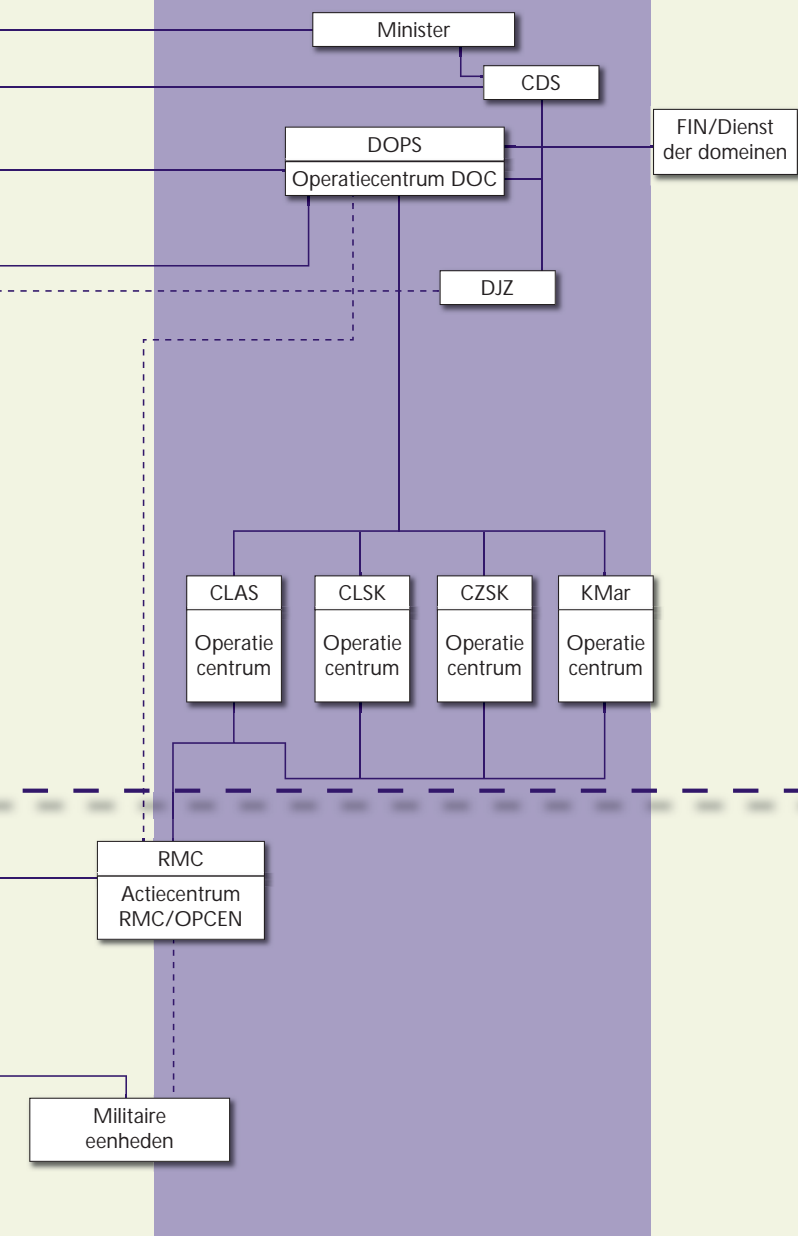 Minister
CDS
FIN/Dienst
der domeinen
DOPS
Operatiecentrum DOC
DJZ
CLAS
Operatie
centrum
CLSK
Operatie
centrum
CZSK
Operatie
centrum
KMar
Operatie
centrum
RMC
Actiecentrum
RMC/OPCEN
Militaire
eenheden